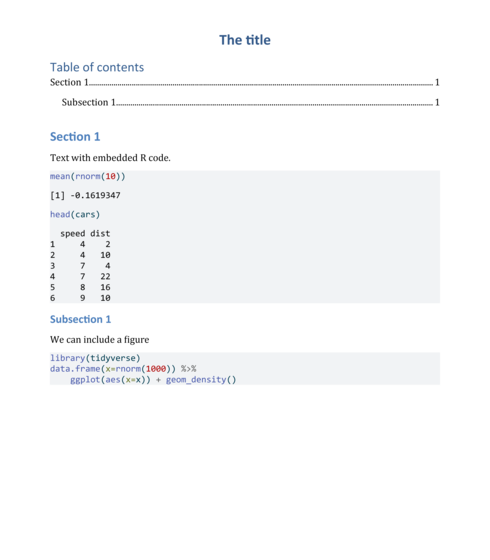 The title
Table of contents
Section 1 1
Subsection 1 1
Section 1
Text with embedded R code.
mean(rnorm(10))
[1] -0.1619347
head(cars)
  speed dist
1     4    2
2     4   10
3     7    4
4     7   22
5     8   16
6     9   10
Subsection 1
We can include a figure
library(tidyverse)
data.frame(x=rnorm(1000)) %>%
    ggplot(aes(x=x)) + geom_density()